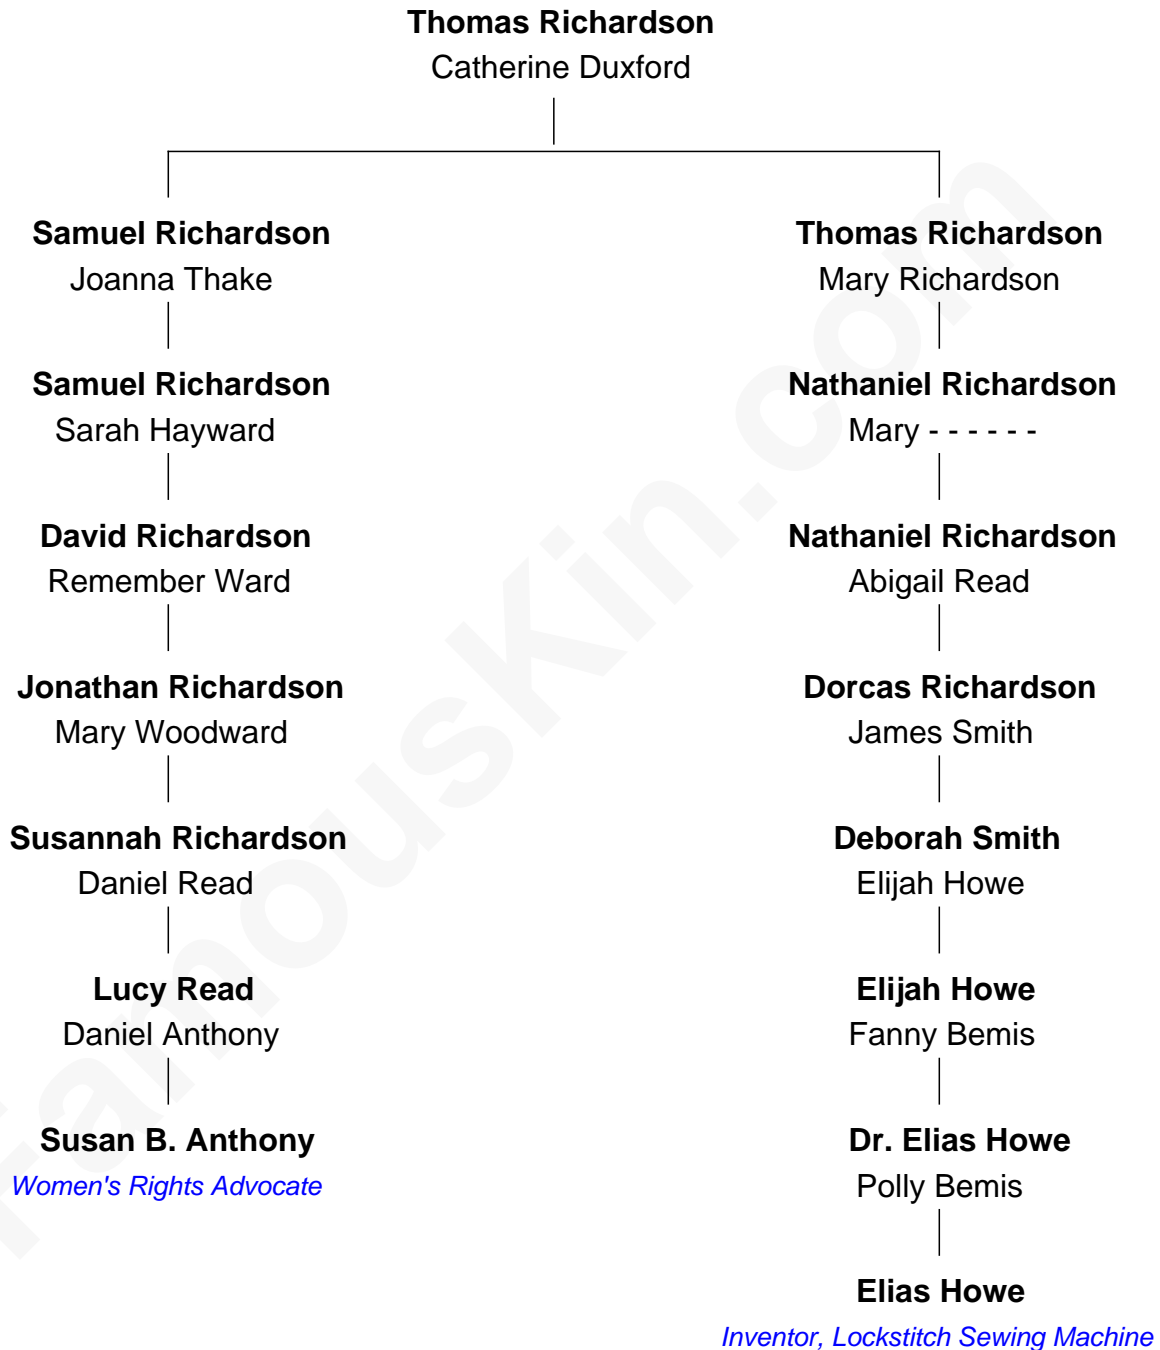 Thomas Richardson
Catherine Duxford
Samuel Richardson
Joanna Thake
Samuel Richardson
Sarah Hayward
David Richardson
Remember Ward
Jonathan Richardson
Mary Woodward
Susannah Richardson
Daniel Read
Lucy Read
Daniel Anthony
Susan B. Anthony
Women's Rights Advocate
Thomas Richardson
Mary Richardson
Nathaniel Richardson
Mary - - - - - -
Nathaniel Richardson
Abigail Read
Dorcas Richardson
James Smith
Deborah Smith
Elijah Howe
Elijah Howe
Fanny Bemis
Dr. Elias Howe
Polly Bemis
Elias Howe
Inventor, Lockstitch Sewing Machine
FamousKin.com